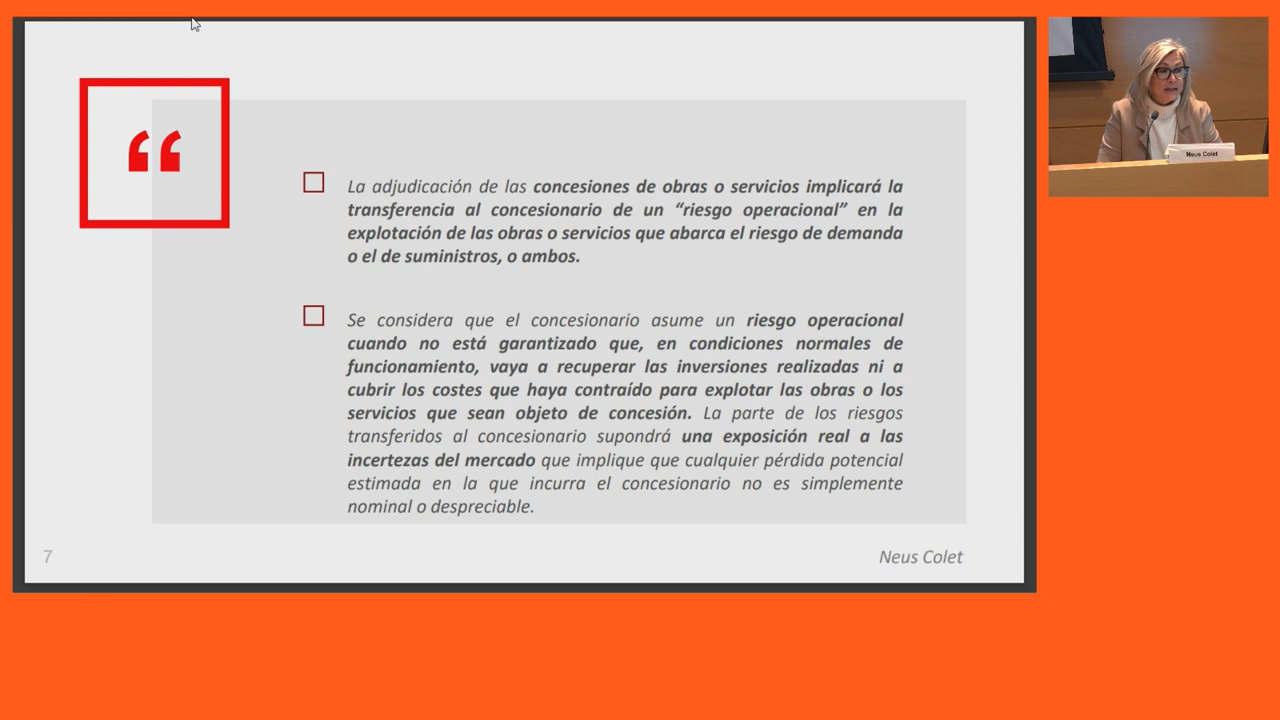 “
La adjudicación de las concesiones de obras o servicios implicará la
transferencia al concesionario de un “riesgo operacional” en la
explotación de las obras o servicios que abarca el riesgo de demanda
o el de suministros, o ambos.
Se considera que el concesionario asume un riesgo operacional
cuando no está garantizado que, en condiciones normales de
funcionamiento, vaya a recuperar las inversiones realizadas ni a
cubrir los costes que haya contraído para explotar las obras o los
servicios que sean objeto de concesión. La parte de los riesgos
transferidos al concesionario supondrá una exposición real a las
incertezas del mercado que implique que cualquier pérdida potencial
estimada en la que incurra el concesionario no es simplemente
nominal o despreciable.
7
Neus Colet
Neus Colet